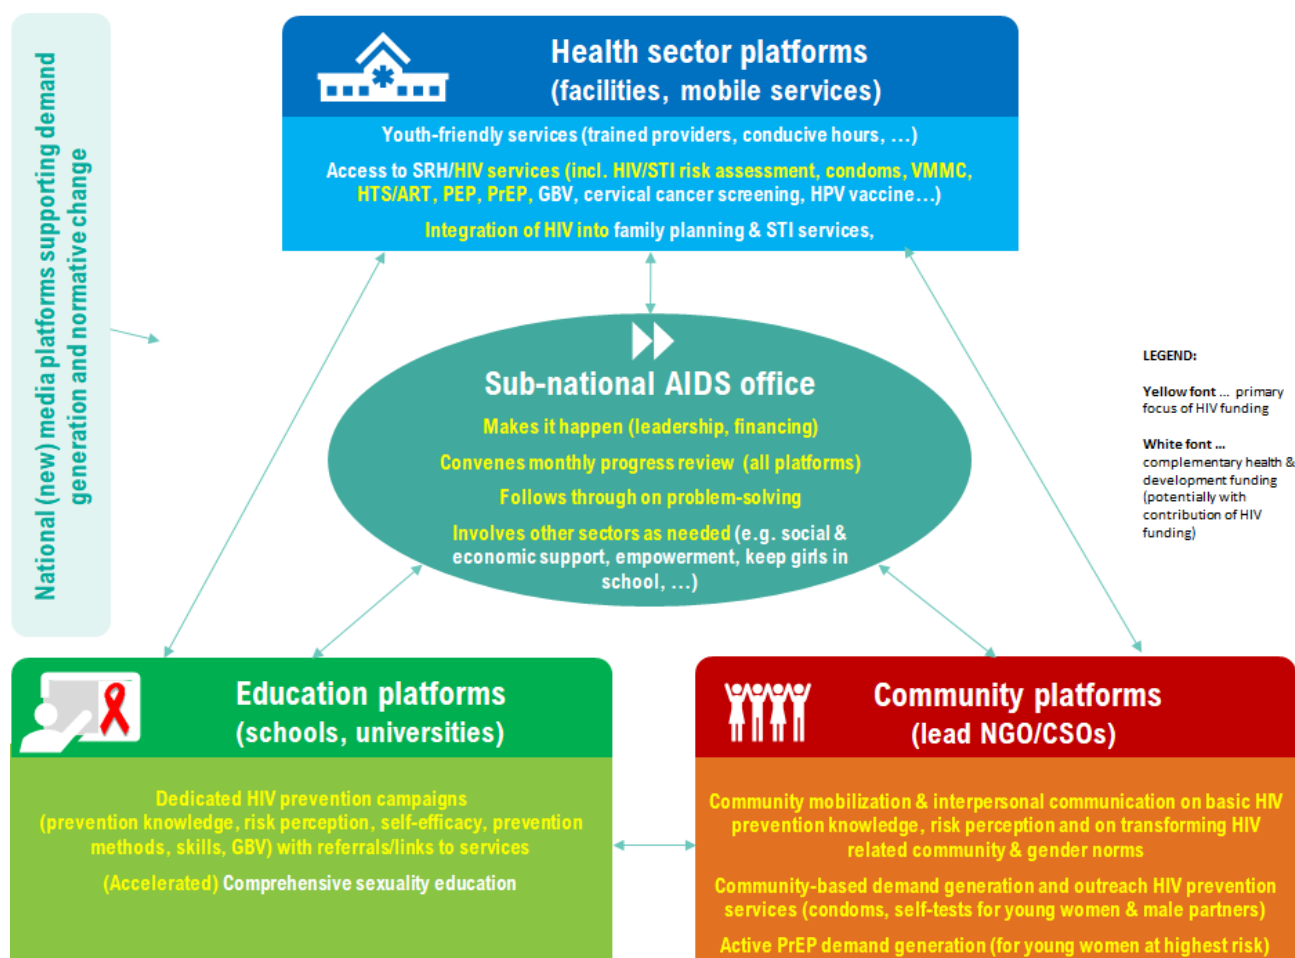 National (new) media platforms supporting demand
generation and normative change
Health sector platforms
(facilities, mobile services)
Youth-friendly services (trained providers, conducive hours, …)
Access to SRH/HIV services (incl. HIV/STI risk assessment, condoms, VMMC,
HTS/ART, PEP, PrEP, GBV, cervical cancer screening, HPV vaccine…)
Integration of HIV into family planning & STI services,
Sub-national AIDS office
Makes it happen (leadership, financing)
Convenes monthly progress review (all platforms)
Follows through on problem-solving
Involves other sectors as needed (e.g. social &
economic support, empowerment, keep girls in
school, …)
LEGEND:
Yellow font … primary
focus of HIV funding
White font …
complementary health &
development funding
(potentially with
contribution of HIV
funding)
Education platforms
(schools, universities)
Dedicated HIV prevention campaigns
(prevention knowledge, risk perception, self-efficacy, prevention
methods, skills, GBV) with referrals/links to services
(Accelerated) Comprehensive sexuality education
Community platforms
(lead NGO/CSOs)
Community mobilization & interpersonal communication on basic HIV
prevention knowledge, risk perception and on transforming HIV
related community & gender norms
Community-based demand generation and outreach HIV prevention
services (condoms, self-tests for young women & male partners)
Active PrEP demand generation (for young women at highest risk)